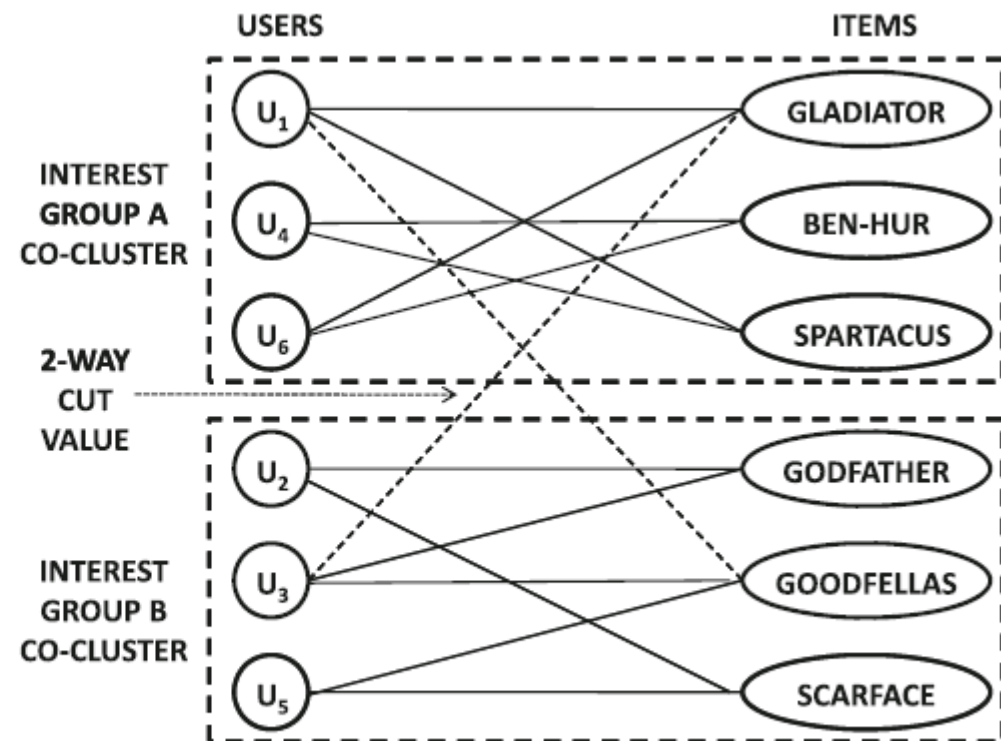 USERS
ITEMS
U1
GLADIATOR
INTEREST
GROUP A
CO-CLUSTER
U4
BEN-HUR
U6
SPARTACUS
2-WAY
CUT
VALUE
U2
GODFATHER
INTEREST
GROUP B
CO-CLUSTER
U3
GOODFELLAS
U5
SCARFACE